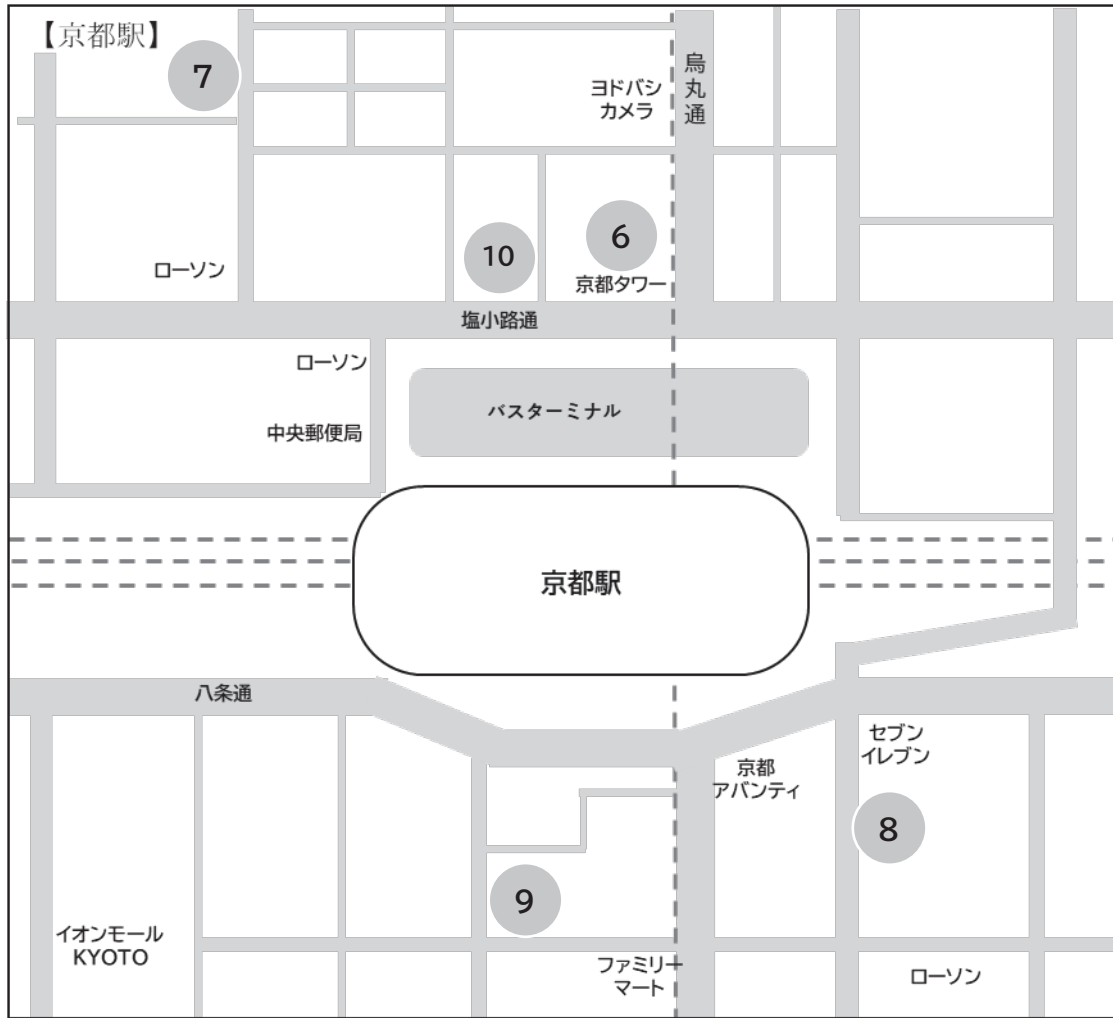 【京都駅】
7
ヨドバシ
カメラ
烏丸通
6
10
ローソン
京都タワー
塩小路通
ローソン
バスターミナル
中央郵便局
京都駅
八条通
セブン
イレブン
京都
アバンティ
8
9
イオンモール
KYOTO
ファミリー
マート
ローソン